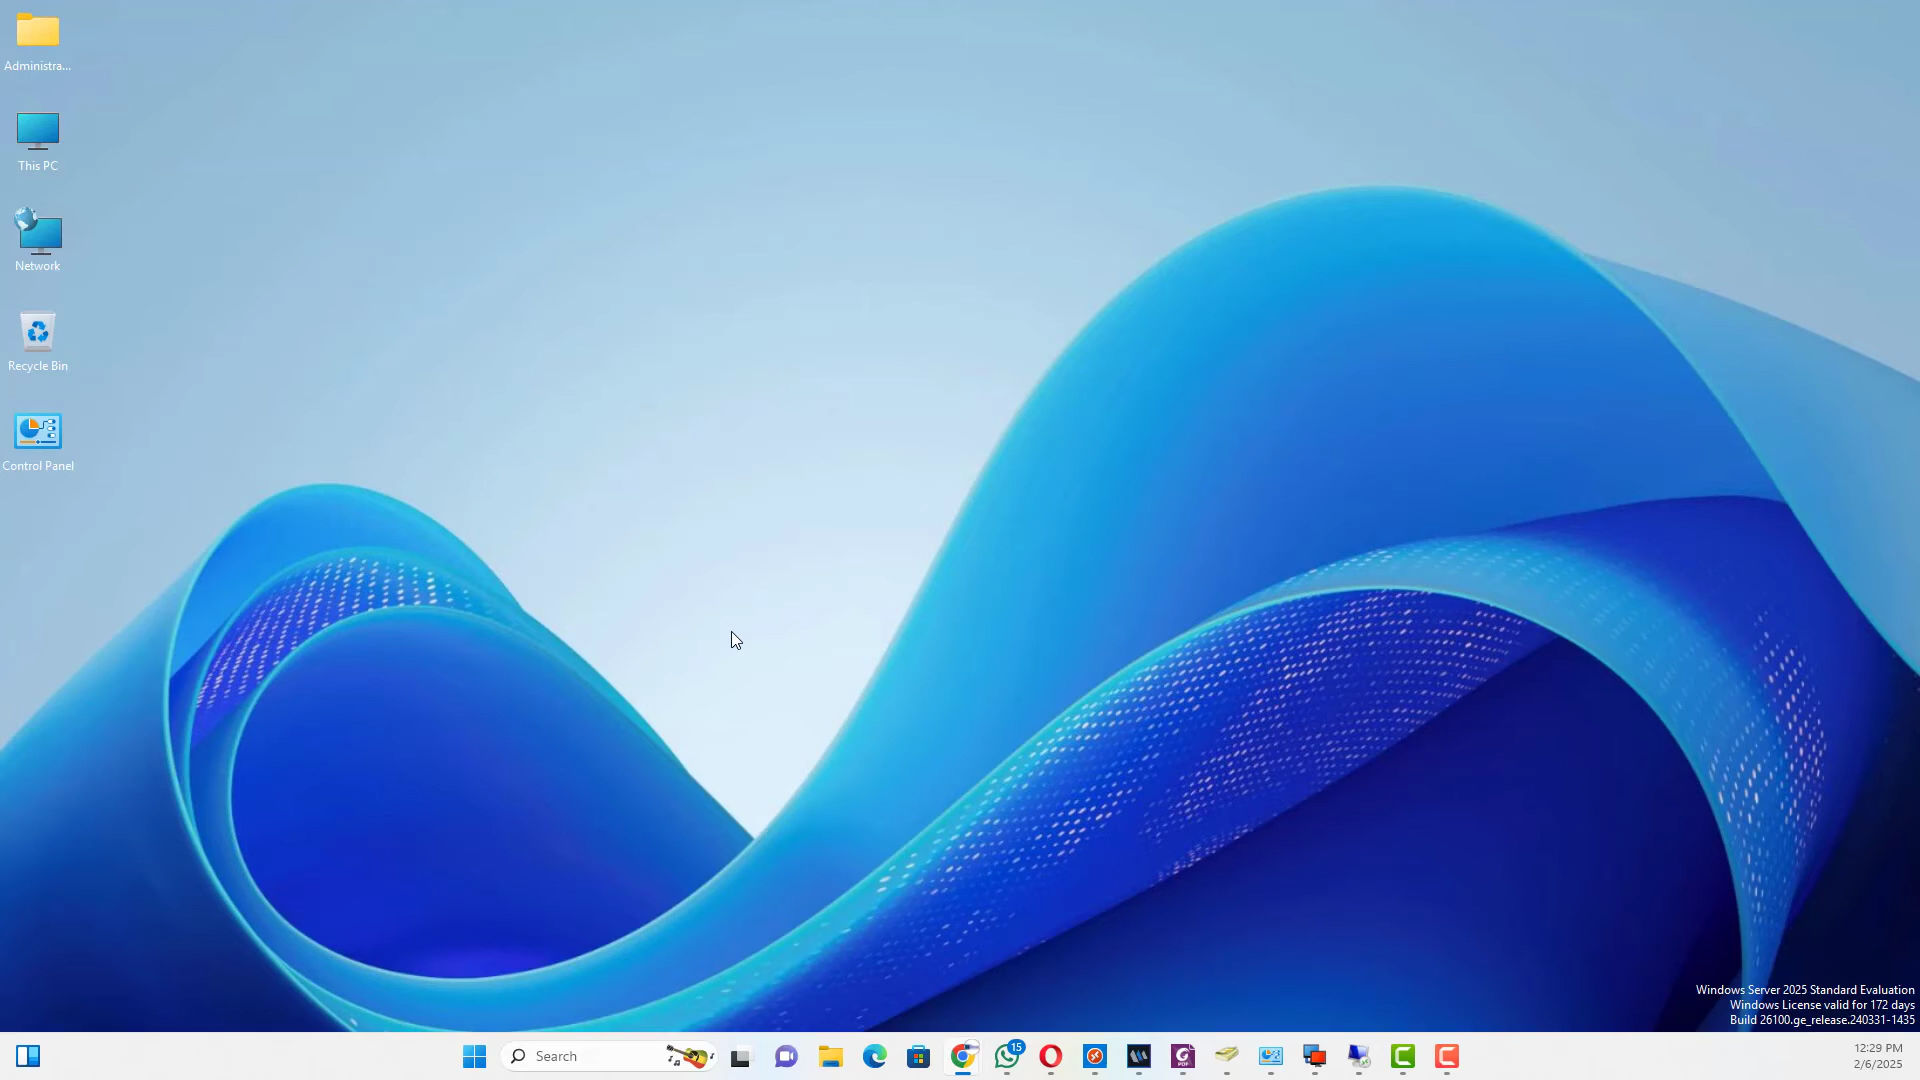 Administra...
This PC
Network
Recycle Bin
Control Panel
Windows Server 2025 Standard Evaluation
Windows License valid for 172 days
Build 26100.ge_release.240331-1435
Search
15
PDF
12:29 PM
2/6/2025